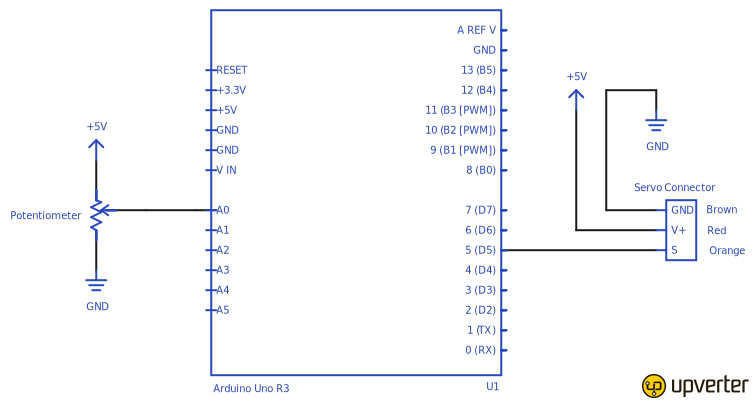 A REF V
GND
RESET
13 (B5)
+3.3V
12 (B4)
+5V
+5V
11 (B3 [PWM])
+5V
GND
10 (B2 [PWM])
GND
GND
9 (B1 [PWM])
V IN
8 (B0)
Servo Connector
Potentiometer
A0
7 (D7)
GND
Brown
A1
6 (D6)
V+
Red
A2
5 (D5)
S
Orange
A3
4 (D4)
A4
3 (D3)
GND
A5
2 (D2)
1 (TX)
0 (RX)
Arduino Uno R3
U1
upverter